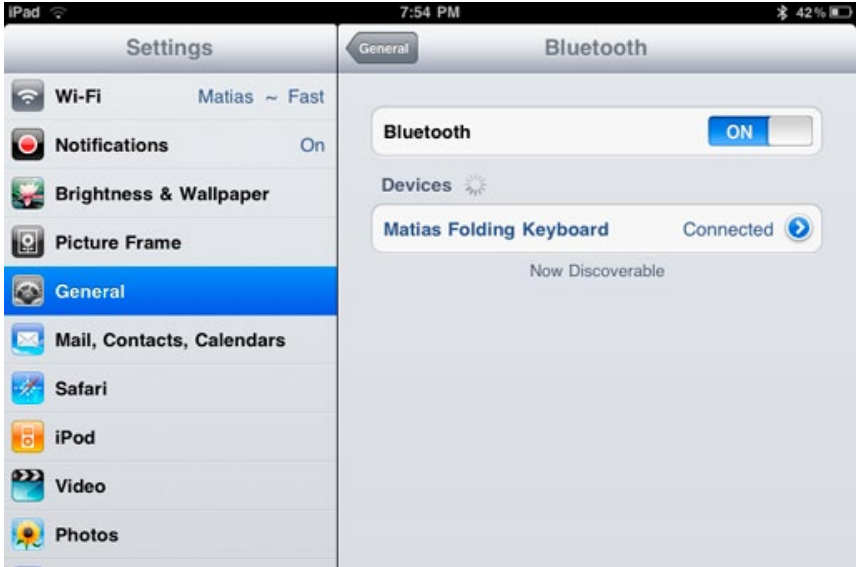 iPad 7:54 PM 42%
Settings
Wi-Fi Matias ~ Fast
Notifications On
Brightness & Wallpaper
Picture Frame
General
Mail, Contacts, Calendars
Safari
iPod
Video
Photos
General Bluetooth
Bluetooth ON
Devices
Matias Folding Keyboard Connected
Now Discoverable